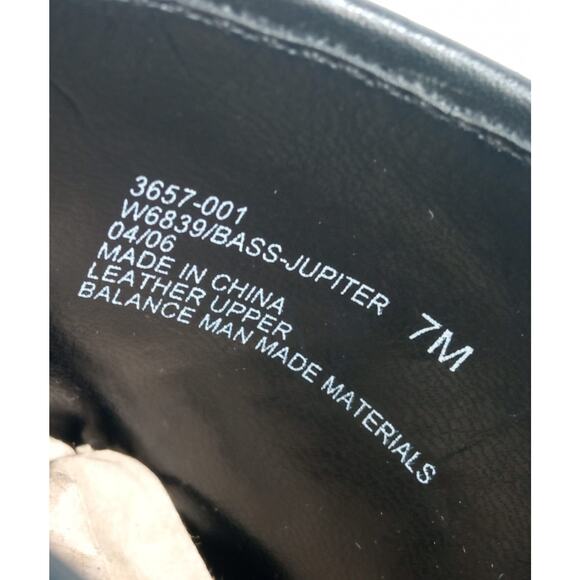 3657-001
W6839/BASS-JUPITER
04/06
MADE IN CHINA
LEATHER UPPER
BALANCE MAN MADE MATERIALS
7M